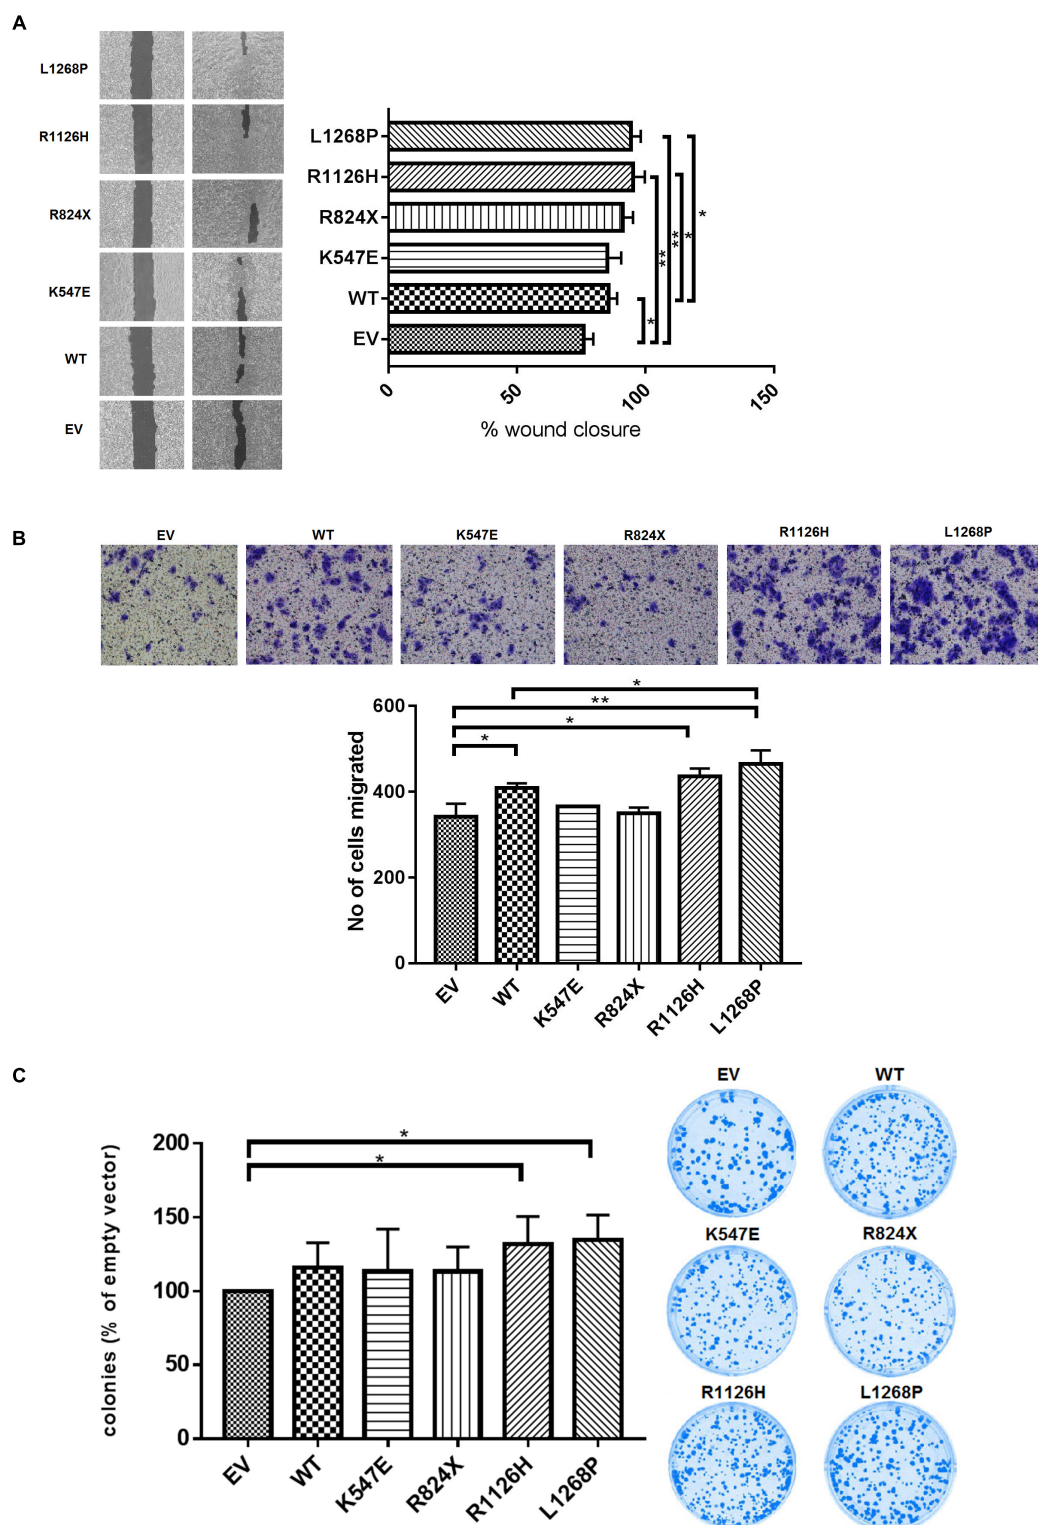 A
L1268P
R1126H
R824X
K547E
WT
EV
L1268P
R1126H
R824X
K547E
WT
EV
* ** ** * * *
0 50 100 150
% wound closure
B
EV WT K547E R824X R1126H L1268P
*
**
*
*
600
400
200
0
No of cells migrated
EV WT K547E R824X R1126H L1268P
C
*
*
200
150
100
50
0
colonies (% of empty vector)
EV WT K547E R824X R1126H L1268P
EV WT
K547E R824X
R1126H L1268P